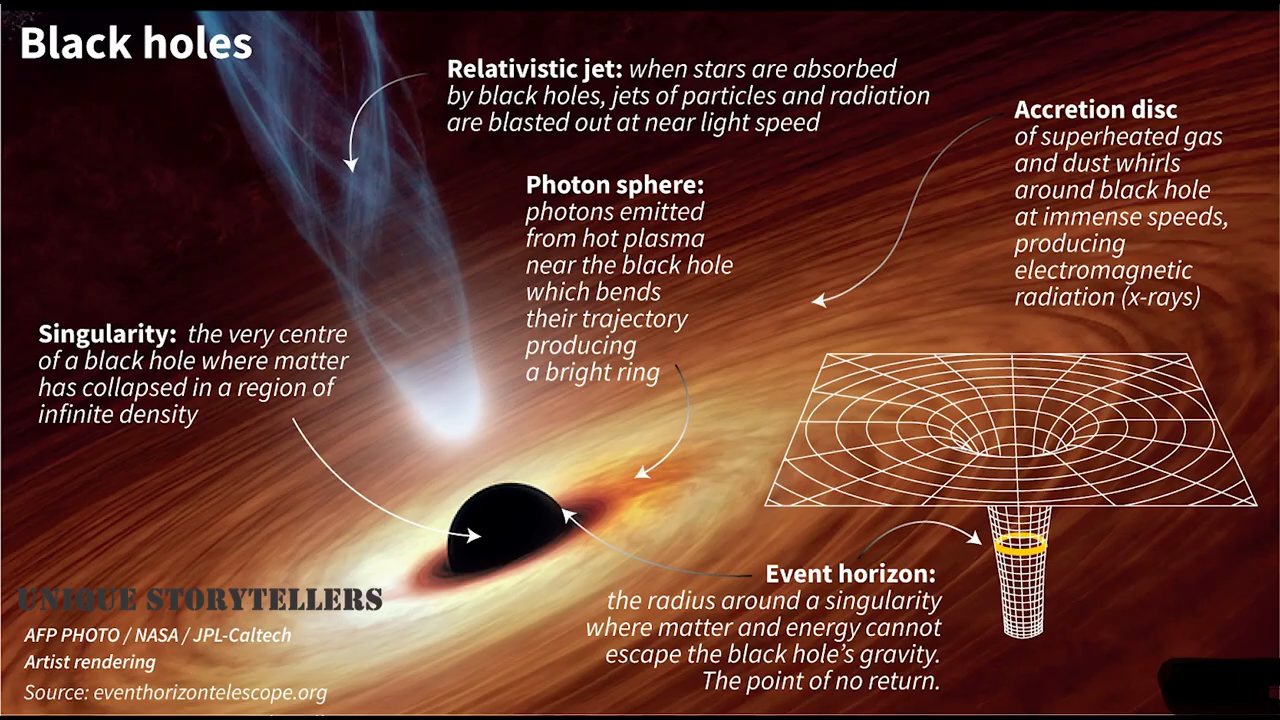 Black holes
Relativistic jet: when stars are absorbed
by black holes, jets of particles and radiation
are blasted out at near light speed
Accretion disc
of superheated gas
and dust whirls
around black hole
at immense speeds,
producing
electromagnetic
radiation (x-rays)
Photon sphere:
photons emitted
from hot plasma
near the black hole
which bends
their trajectory
producing
a bright ring
Singularity: the very centre
of a black hole where matter
has collapsed in a region of
infinite density
Event horizon:
the radius around a singularity
where matter and energy cannot
escape the black hole's gravity.
The point of no return.
UNIQUE STORYTELLERS
AFP PHOTO / NASA / JPL-Caltech
Artist rendering
Source: eventhorizontelescope.org